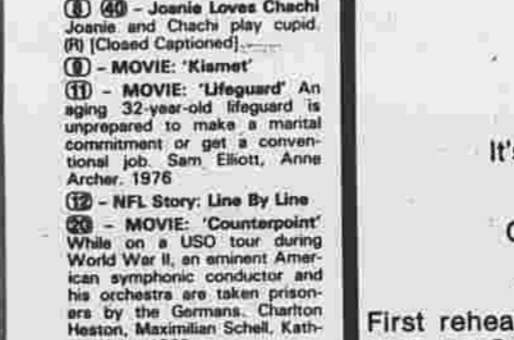 (8) (40) - Joanie Loves Chachi
Joanie and Chachi play cupid.
(R) [Closed Captioned]
(9) - MOVIE: 'Kismet'
(11) - MOVIE: 'Lifeguard' An
aging 32-year-old lifeguard is
unprepared to make a marital
commitment or get a conven-
tional job. Sam Elliott, Anne
Archer. 1976
(12) - NFL Story: Line By Line
(20) - MOVIE: 'Counterpoint'
While on a USO tour during
World War II, an eminent Amer-
ican symphonic conductor and
his orchestra are taken prison-
ers by the Germans. Charlton
Heston, Maximilian Schell, Kath-
It's
First rehea